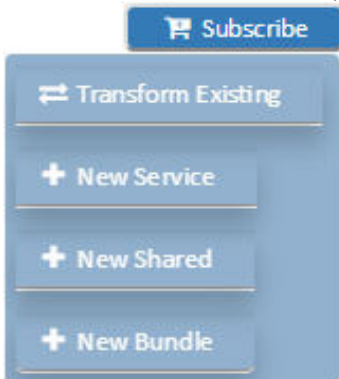 Subscribe
Transform Existing
New Service
New Shared
New Bundle